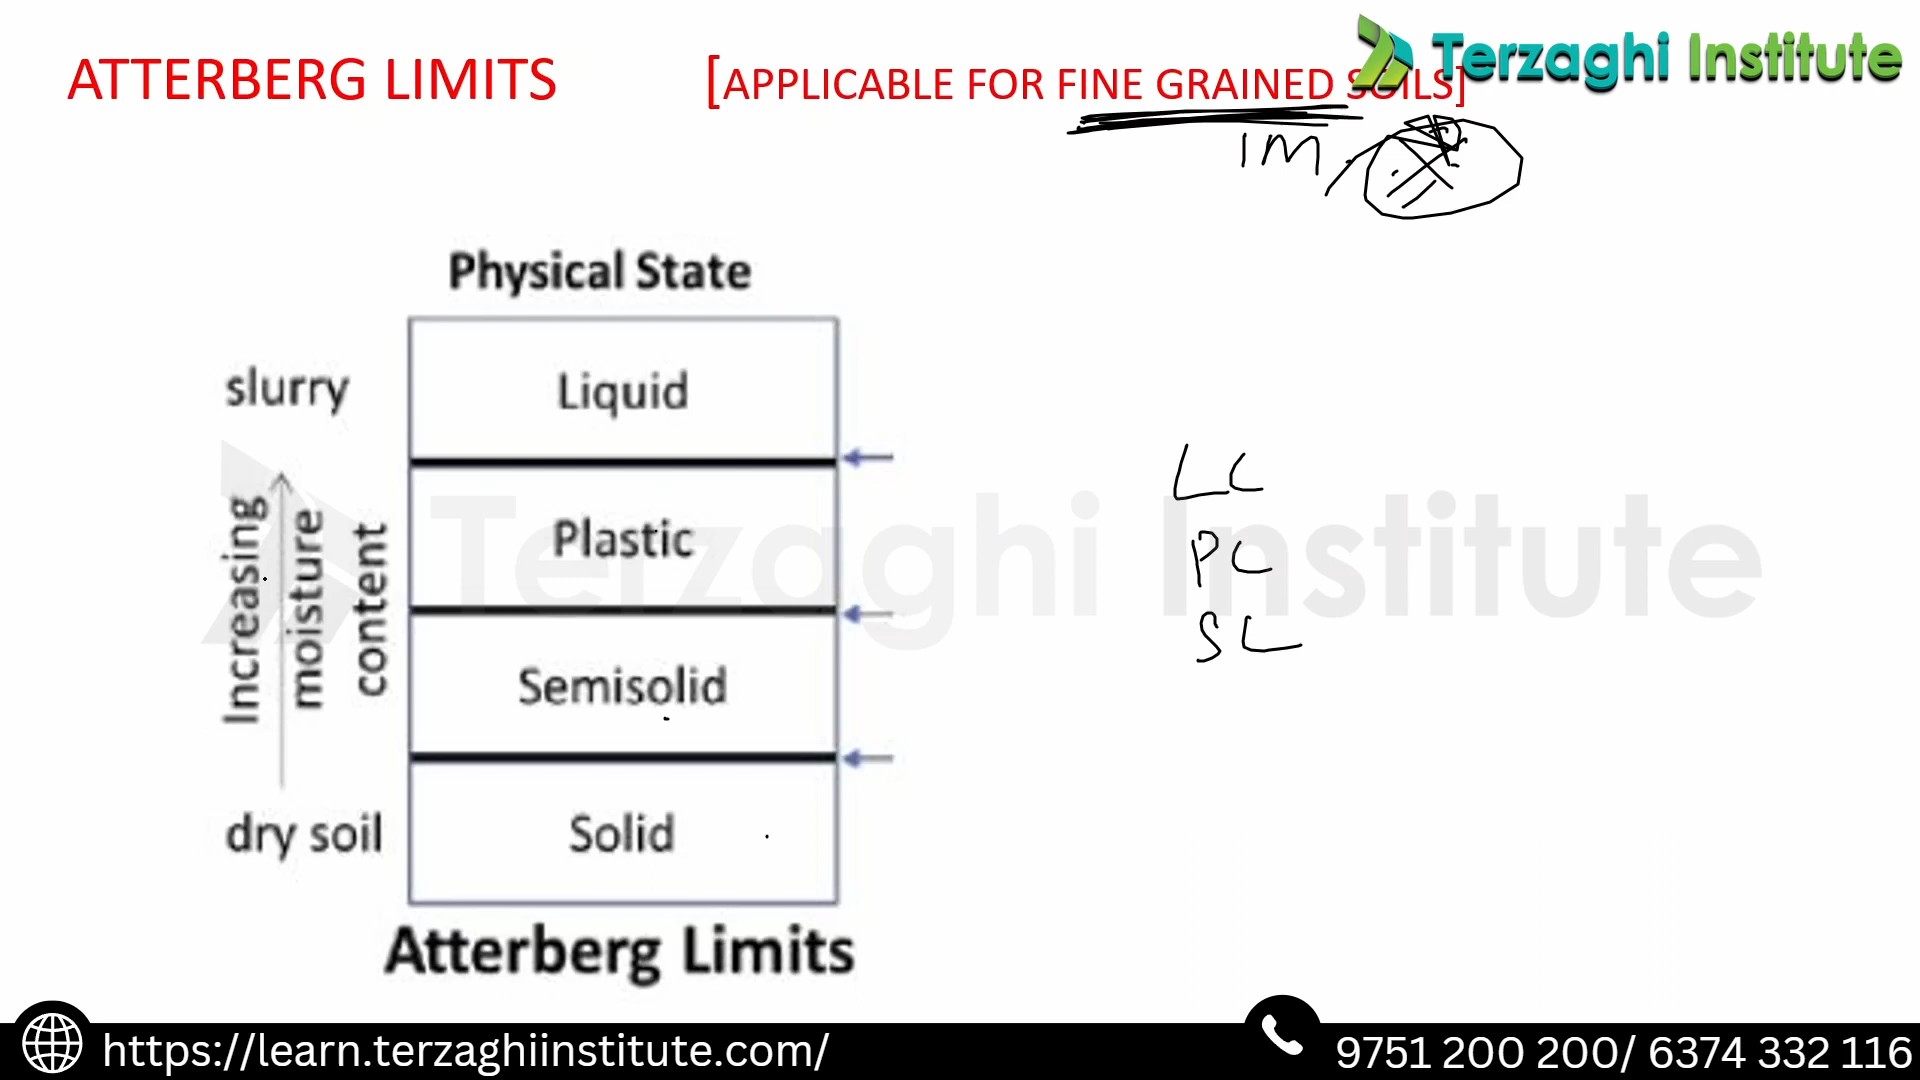 ATTERBERG LIMITS [APPLICABLE FOR FINE GRAINED SOILS]
Terzaghi Institute
1M
Physical State
slurry
Liquid
Increasing
moisture
content
Plastic
Semisolid
dry soil
Solid
Atterberg Limits
LL
PL
SL
Terzaghi Institute
https://learn.terzaghiinstitute.com/
9751 200 200/ 6374 332 116